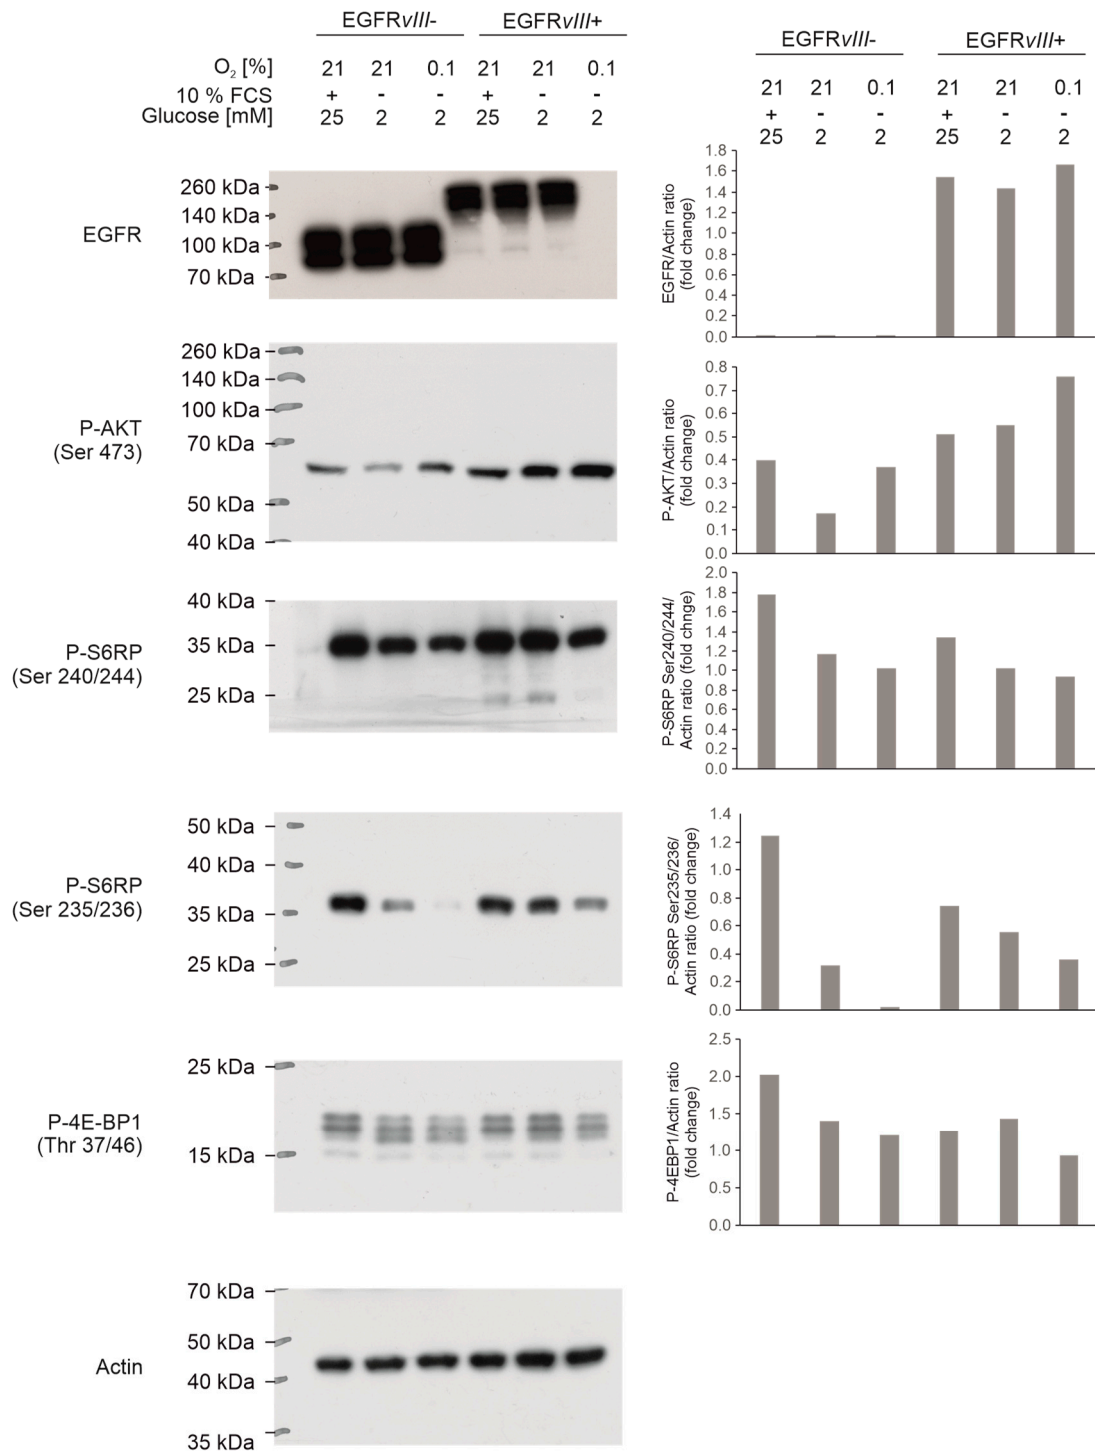 EGFRvIII- EGFRvIII+
O₂ [%] 21 21 0.1 21 21 0.1
10 % FCS + - - + - -
Glucose [mM] 25 2 2 25 2 2
EGFR
260 kDa
140 kDa
100 kDa
70 kDa
P-AKT
(Ser 473)
260 kDa
140 kDa
100 kDa
70 kDa
50 kDa
40 kDa
P-S6RP
(Ser 240/244)
40 kDa
35 kDa
25 kDa
P-S6RP
(Ser 235/236)
50 kDa
40 kDa
35 kDa
25 kDa
P-4E-BP1
(Thr 37/46)
25 kDa
15 kDa
Actin
70 kDa
50 kDa
40 kDa
35 kDa
EGFRvIII- EGFRvIII+
21 21 0.1 21 21 0.1
+ - - + - -
25 2 2 25 2 2
EGFR/Actin ratio
(fold change)
1.8
1.6
1.4
1.2
1.0
0.8
0.6
0.4
0.2
0.0
P-AKT/Actin ratio
(fold change)
0.8
0.7
0.6
0.5
0.4
0.3
0.2
0.1
0.0
P-S6RP Ser240/244/
Actin ratio (fold chnge)
2.0
1.8
1.6
1.4
1.2
1.0
0.8
0.6
0.4
0.2
0.0
P-S6RP Ser235/236/
Actin ratio (fold change)
1.4
1.2
1.0
0.8
0.6
0.4
0.2
0.0
P-4EBP1/Actin ratio
(fold change)
2.5
2.0
1.5
1.0
0.5
0.0